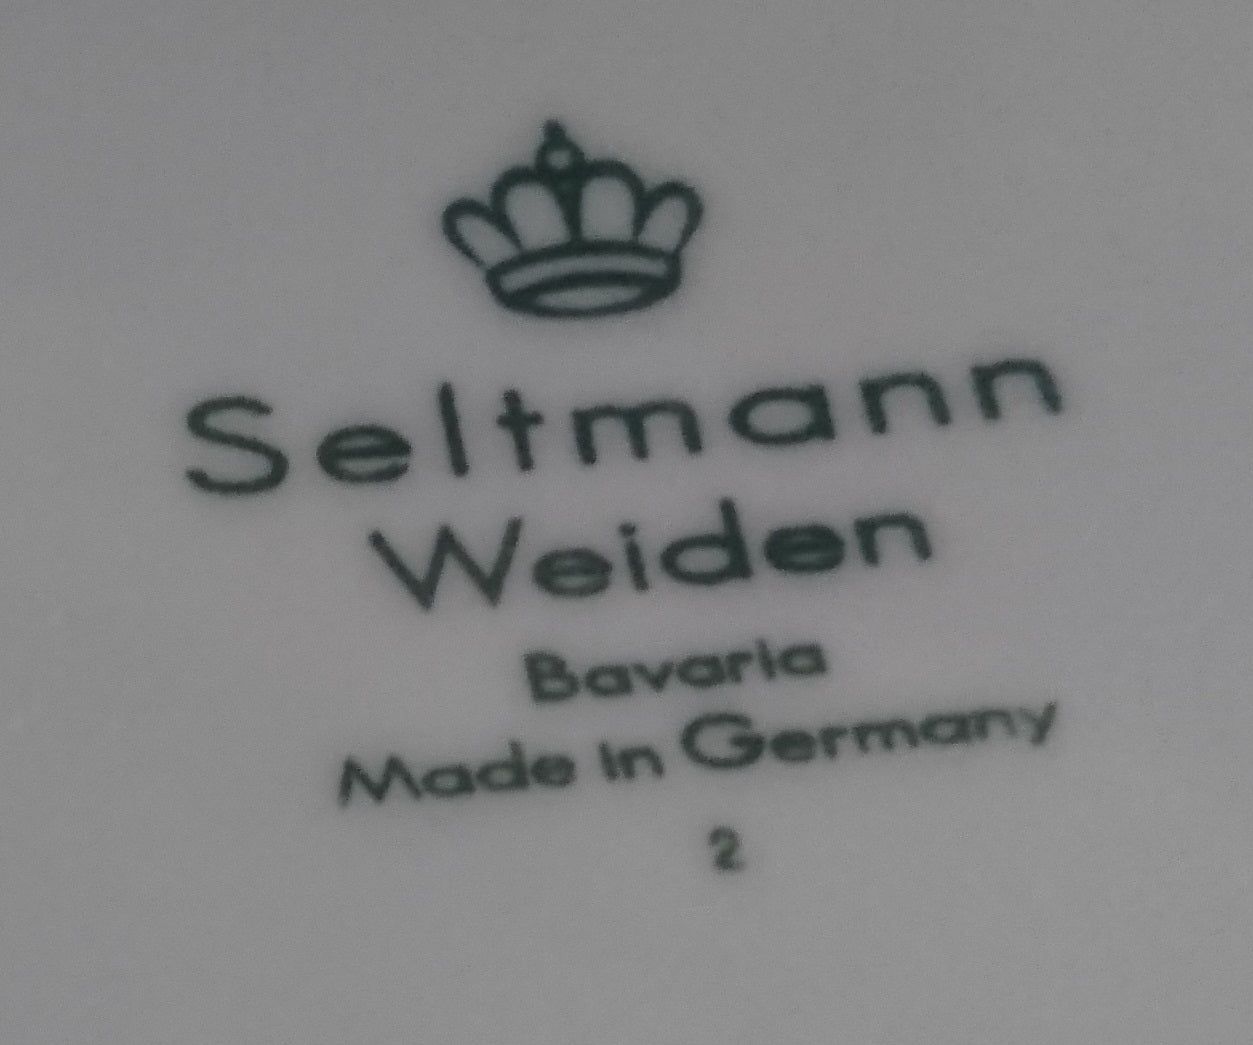 Seltmann
Weiden
Bavaria
Made in Germany
2